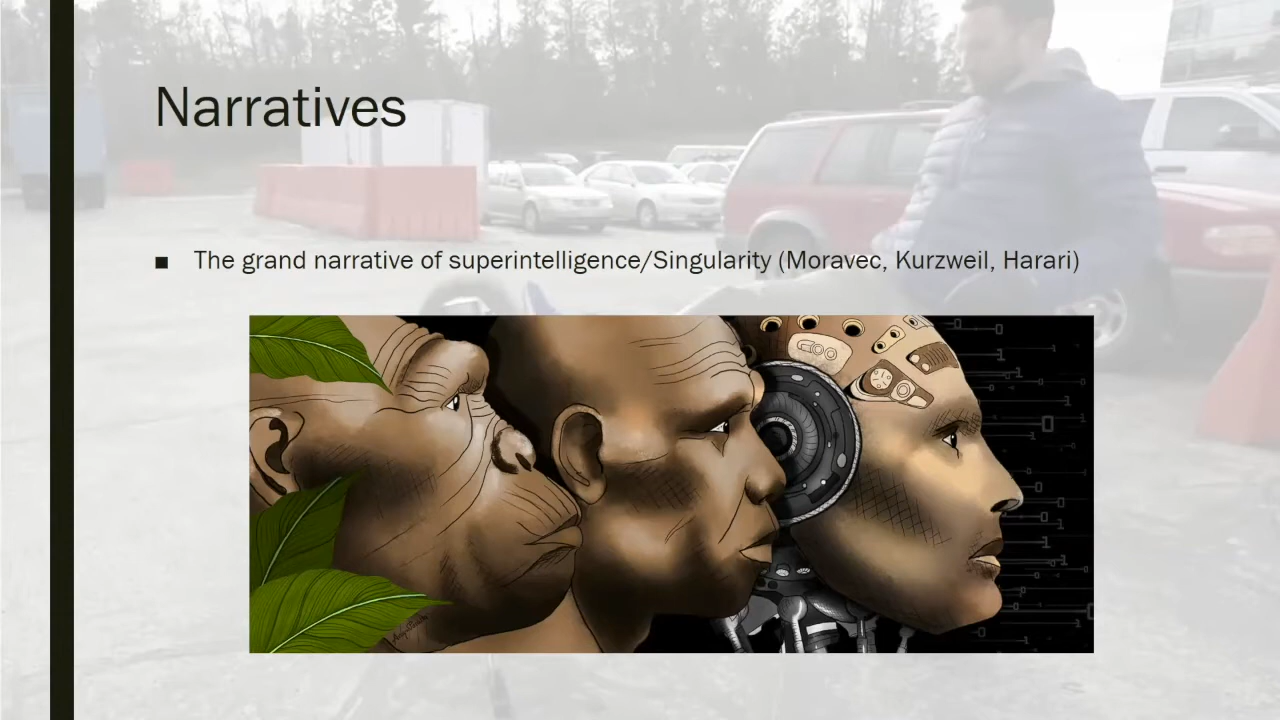 Narratives
The grand narrative of superintelligence/Singularity (Moravec, Kurzweil, Harari)